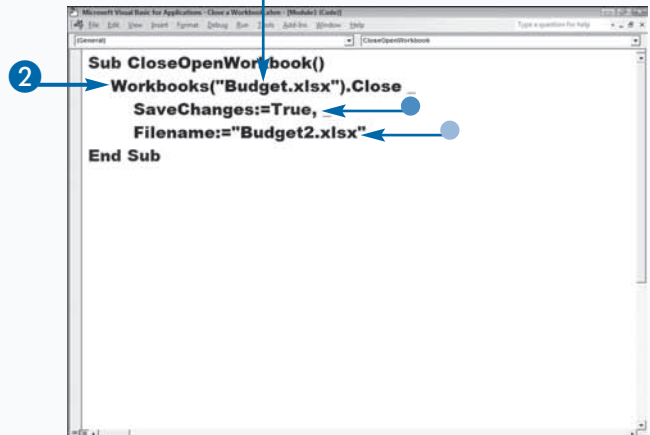 Microsoft Visual Basic for Applications - Close a Workbook.xlsm - [Module1 (Code)]
File Edit View Insert Format Debug Run Tools Add-Ins Window Help Type a question for help
(General) CloseOpenWorkbook
Sub CloseOpenWorkbook()
2 Workbooks("Budget.xlsx").Close _
SaveChanges:=True, _
Filename:="Budget2.xlsx"
End Sub